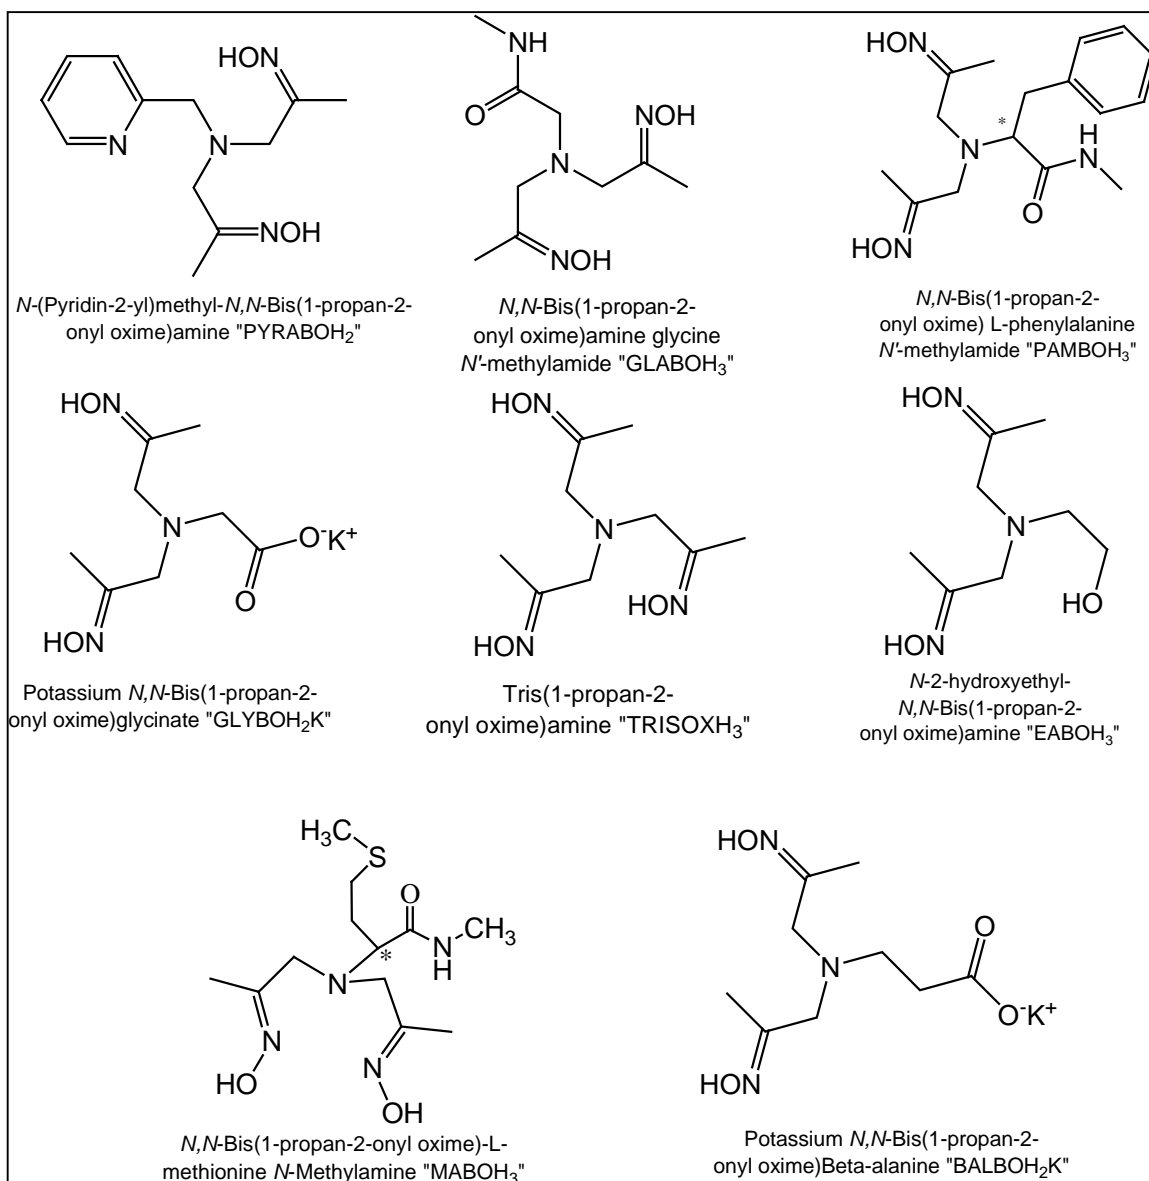 HON
N
N
NOH
N-(Pyridin-2-yl)methyl-N,N-Bis(1-propan-2-
onyl oxime)amine "PYRABOH2"
NH
O
NOH
N
NOH
N,N-Bis(1-propan-2-
onyl oxime)amine glycine
N'-methylamide "GLABOH3"
HON
*
N
H
N
O
HON
N,N-Bis(1-propan-2-
onyl oxime) L-phenylalanine
N'-methylamide "PAMBOH3"
HON
N
O-K+
O
HON
Potassium N,N-Bis(1-propan-2-
onyl oxime)glycinate "GLYBOH2K"
HON
N
HON
HON
Tris(1-propan-2-
onyl oxime)amine "TRISOXH3"
HON
N
HO
HON
N-2-hydroxyethyl-
N,N-Bis(1-propan-2-
onyl oxime)amine "EABOH3"
H3C
S
O
CH3
N
H
*
N
N
HO
N
OH
N,N-Bis(1-propan-2-onyl oxime)-L-
methionine N-Methylamine "MABOH3"
HON
O
N
O-K+
HON
Potassium N,N-Bis(1-propan-2-
onyl oxime)Beta-alanine "BALBOH2K"